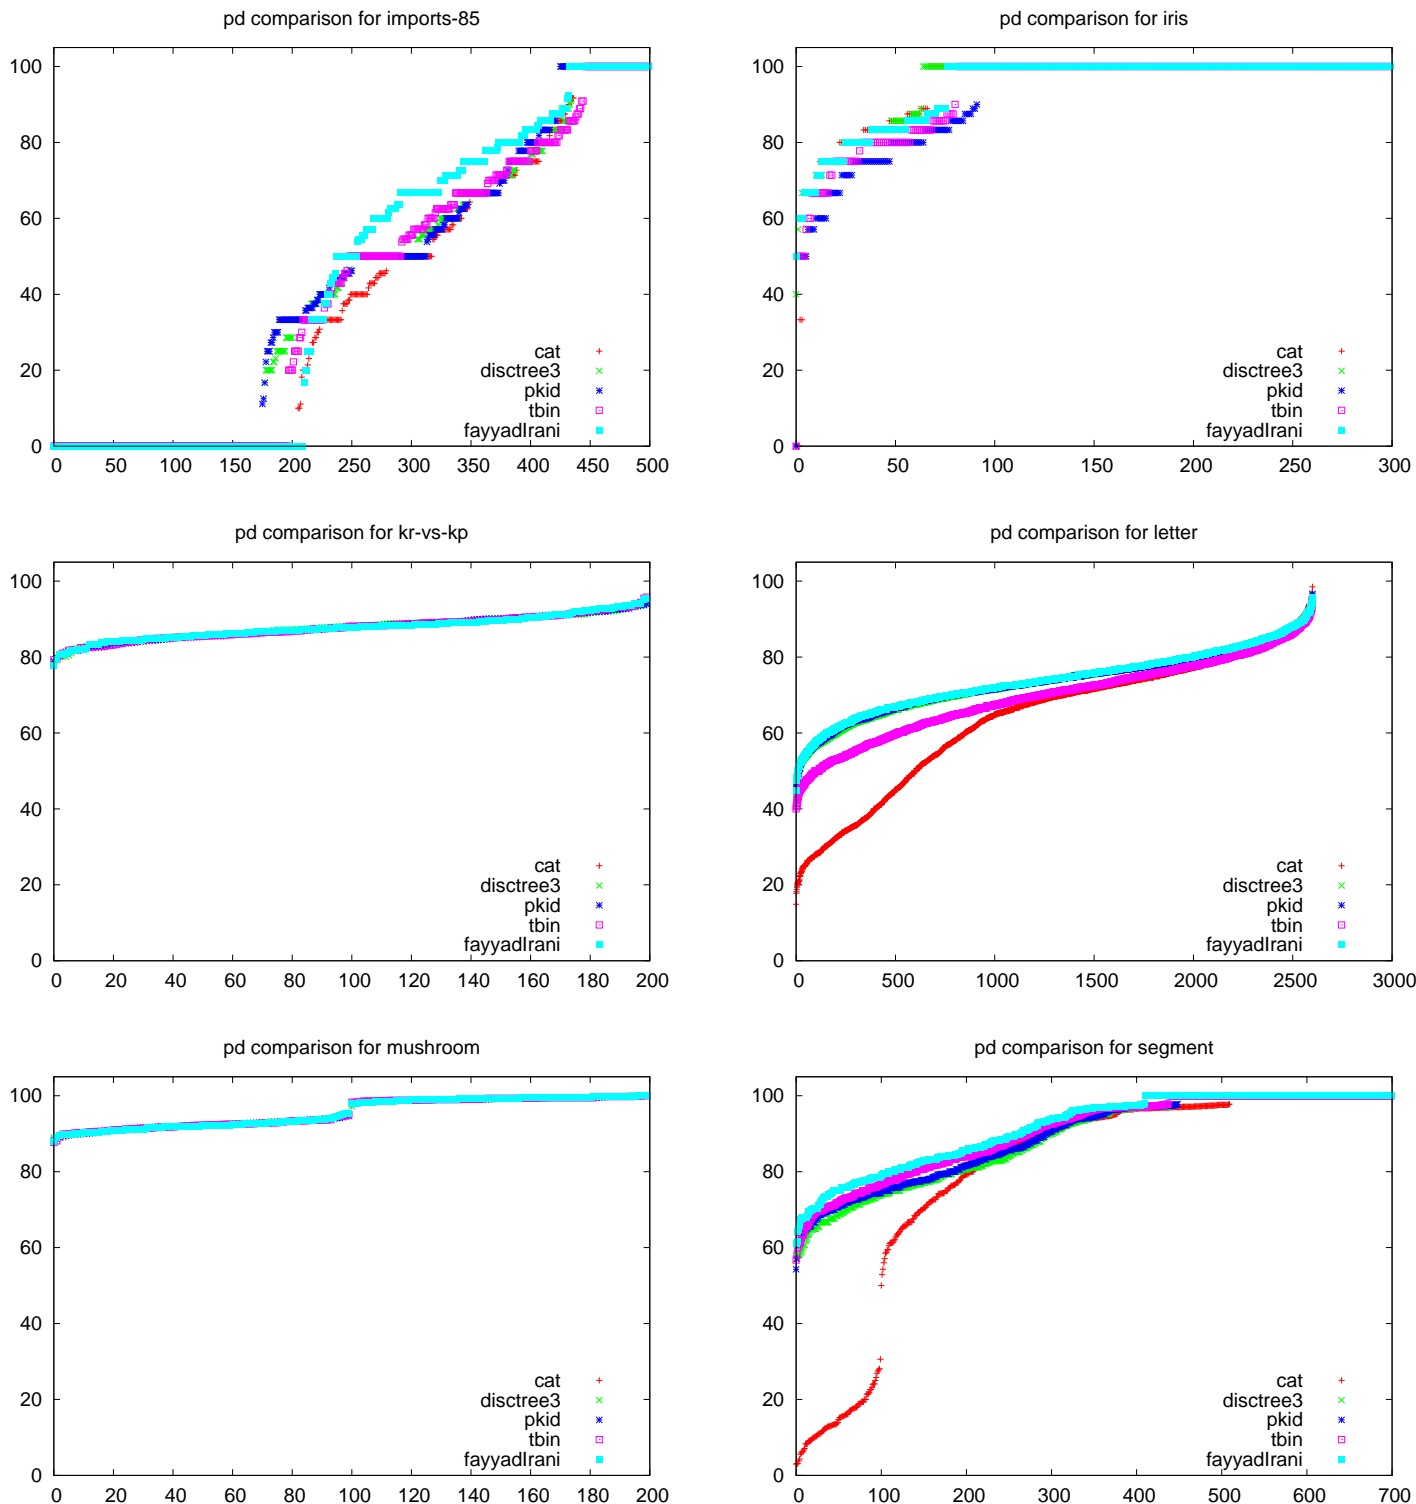 pd comparison for imports-85
100
80
60
40
20
0
0 50 100 150 200 250 300 350 400 450 500
cat
disctree3
pkid
tbin
fayyadIrani
pd comparison for iris
100
80
60
40
20
0
0 50 100 150 200 250 300
cat
disctree3
pkid
tbin
fayyadIrani
pd comparison for kr-vs-kp
100
80
60
40
20
0
0 20 40 60 80 100 120 140 160 180 200
cat
disctree3
pkid
tbin
fayyadIrani
pd comparison for letter
100
80
60
40
20
0
0 500 1000 1500 2000 2500 3000
cat
disctree3
pkid
tbin
fayyadIrani
pd comparison for mushroom
100
80
60
40
20
0
0 20 40 60 80 100 120 140 160 180 200
cat
disctree3
pkid
tbin
fayyadIrani
pd comparison for segment
100
80
60
40
20
0
0 100 200 300 400 500 600 700
cat
disctree3
pkid
tbin
fayyadIrani